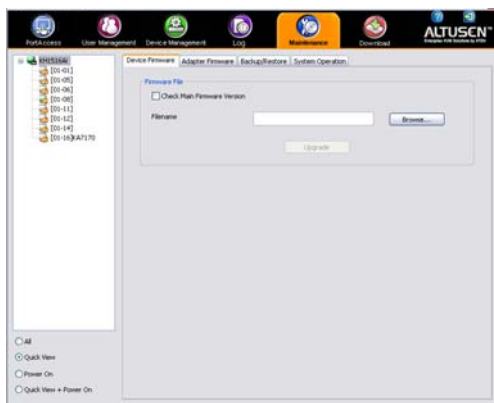 PortAccess User Management Device Management Log Maintenance Download
ALTUSEN
KH1516Ai
[01-01]
[01-05]
[01-06]
[01-08]
[01-11]
[01-12]
[01-14]
[01-16]KA7170
Device Firmware Adapter Firmware Backup/Restore System Operation
Firmware File
Check Main Firmware Version
Filename Browse...
Upgrade
All
Quick View
Power On
Quick View + Power On